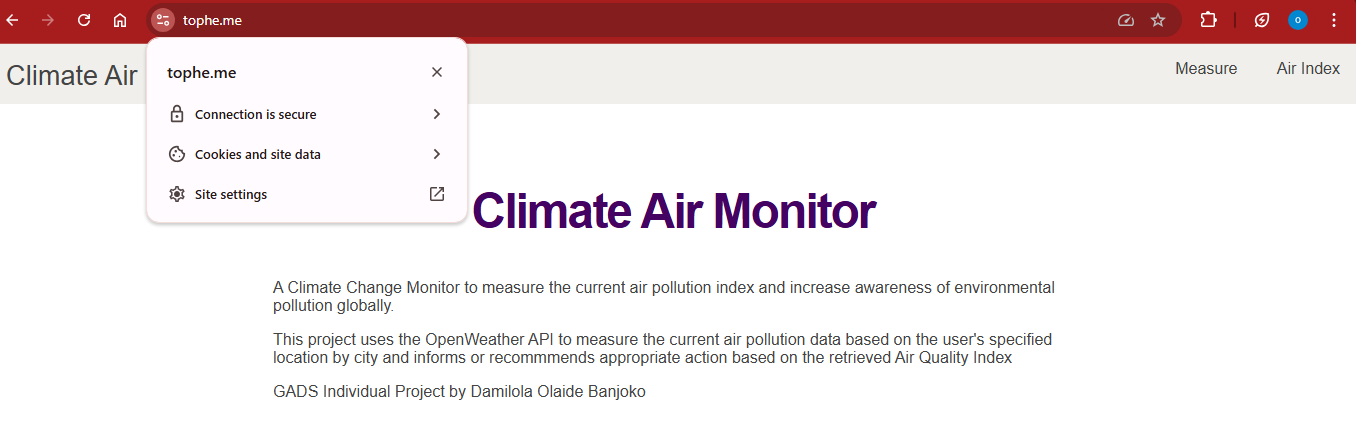 tophe.me
o
Climate Air
Measure
Air Index
tophe.me
Connection is secure
Cookies and site data
Site settings
Climate Air Monitor
A Climate Change Monitor to measure the current air pollution index and increase awareness of environmental
pollution globally.
This project uses the OpenWeather API to measure the current air pollution data based on the user's specified
location by city and informs or recommmends appropriate action based on the retrieved Air Quality Index
GADS Individual Project by Damilola Olaide Banjoko